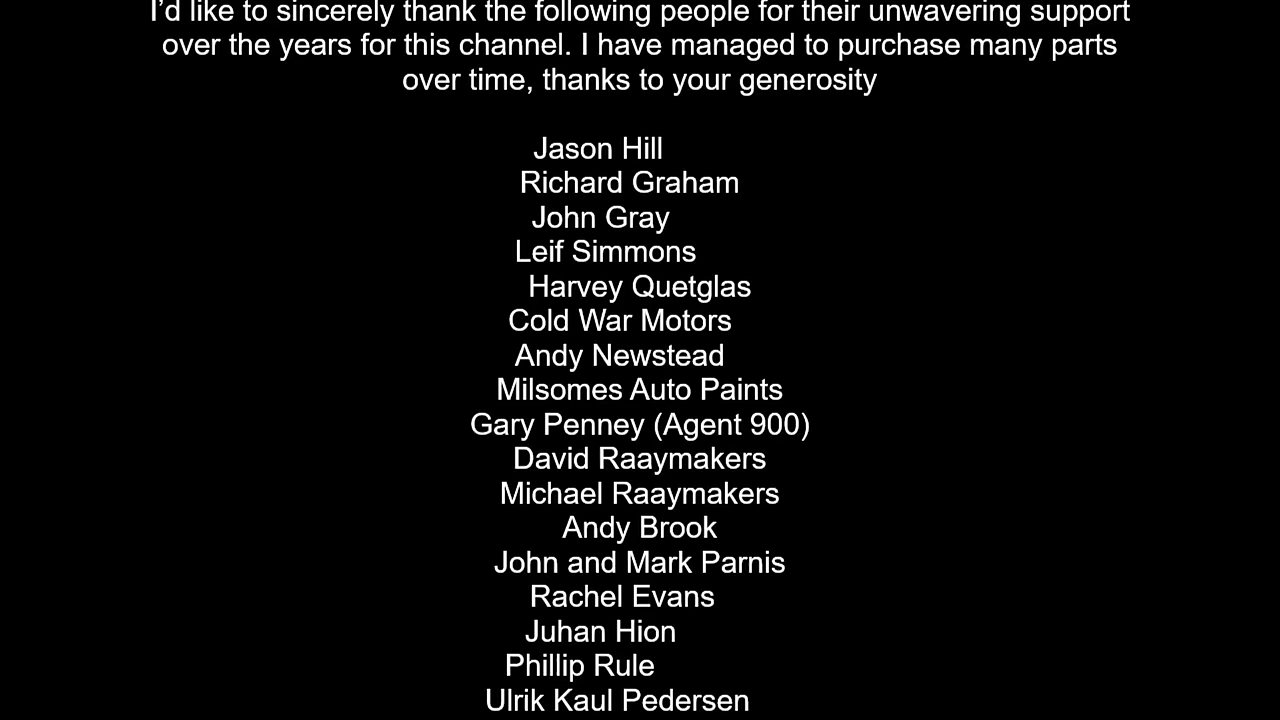 I’d like to sincerely thank the following people for their unwavering support
over the years for this channel. I have managed to purchase many parts
over time, thanks to your generosity
Jason Hill
Richard Graham
John Gray
Leif Simmons
Harvey Quetglas
Cold War Motors
Andy Newstead
Milsomes Auto Paints
Gary Penney (Agent 900)
David Raaymakers
Michael Raaymakers
Andy Brook
John and Mark Parnis
Rachel Evans
Juhan Hion
Phillip Rule
Ulrik Kaul Pedersen